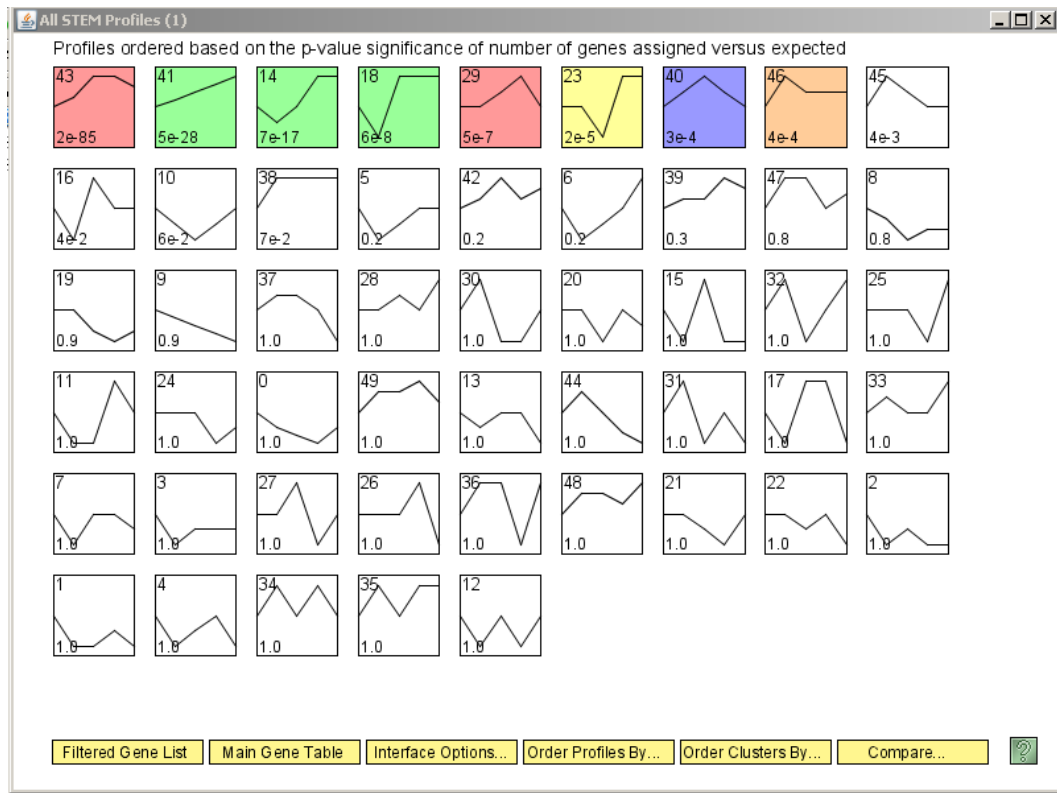 All STEM Profiles (1)
Profiles ordered based on the p-value significance of number of genes assigned versus expected
43 41 14 18 29 23 40 46 45
2e-85 5e-28 7e-17 6e-8 5e-7 2e-5 3e-4 4e-4 4e-3
16 10 38 5 42 6 39 47 8
4e-2 6e-2 7e-2 0.2 0.2 0.2 0.3 0.8 0.8
19 9 37 28 30 20 15 32 25
0.9 0.9 1.0 1.0 1.0 1.0 1.0 1.0 1.0
11 24 0 49 13 44 31 17 33
1.0 1.0 1.0 1.0 1.0 1.0 1.0 1.0 1.0
7 3 27 26 36 48 21 22 2
1.0 1.0 1.0 1.0 1.0 1.0 1.0 1.0 1.0
1 4 34 35 12
1.0 1.0 1.0 1.0 1.0
Filtered Gene List Main Gene Table Interface Options... Order Profiles By... Order Clusters By... Compare... ?